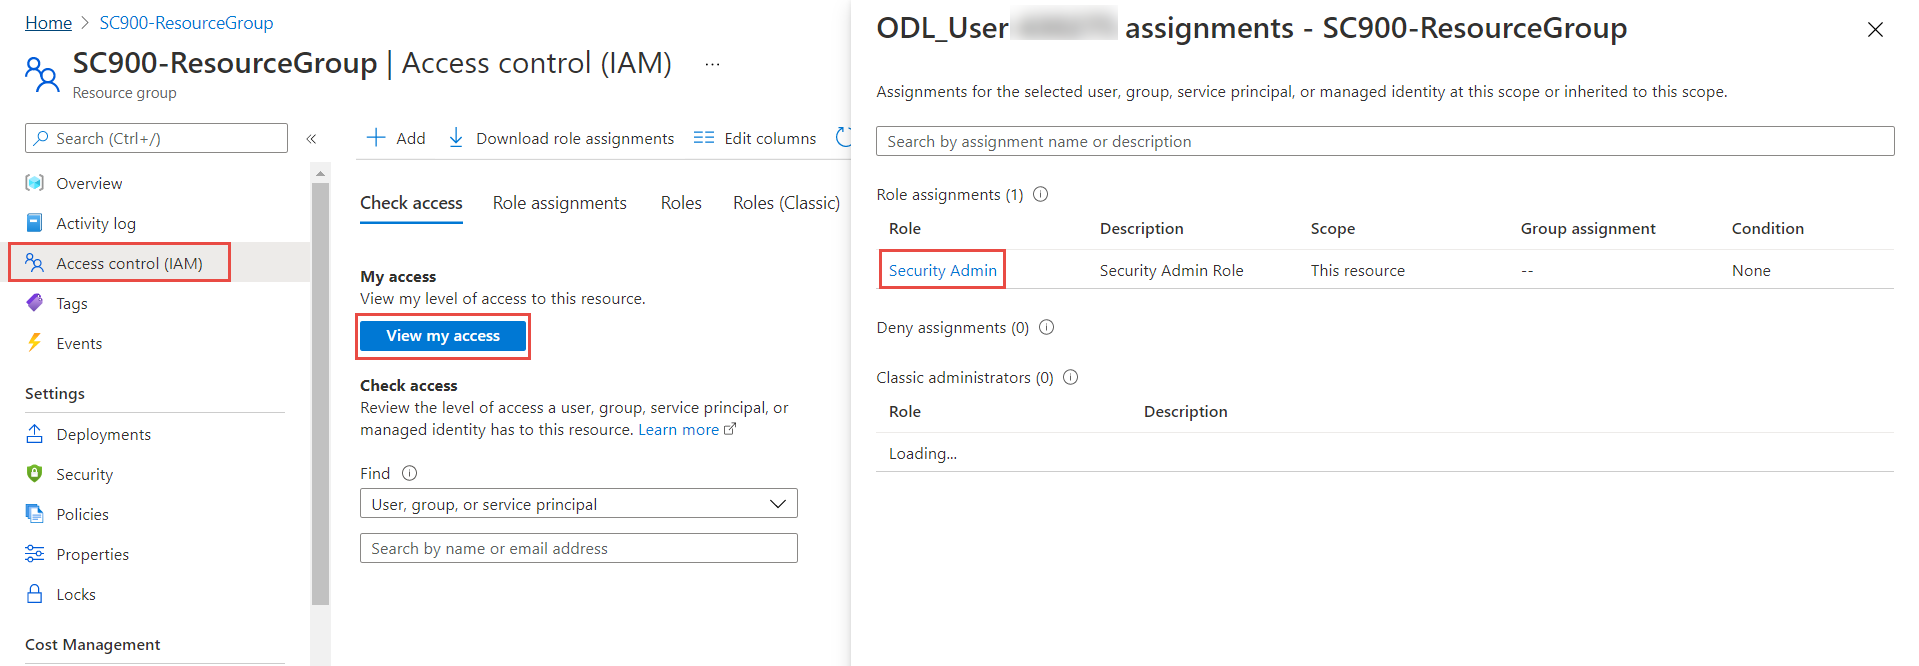 Home > SC900-ResourceGroup
SC900-ResourceGroup | Access control (IAM) ...
Resource group
Search (Ctrl+/) «
Overview
Activity log
Access control (IAM)
Tags
Events
Settings
Deployments
Security
Policies
Properties
Locks
Cost Management
Add Download role assignments Edit columns
Check access Role assignments Roles Roles (Classic)
My access
View my level of access to this resource.
View my access
Check access
Review the level of access a user, group, service principal, or
managed identity has to this resource. Learn more
Find
User, group, or service principal
Search by name or email address
ODL_User assignments - SC900-ResourceGroup
Assignments for the selected user, group, service principal, or managed identity at this scope or inherited to this scope.
Search by assignment name or description
Role assignments (1)
Role Description Scope Group assignment Condition
Security Admin Security Admin Role This resource -- None
Deny assignments (0)
Classic administrators (0)
Role Description
Loading...